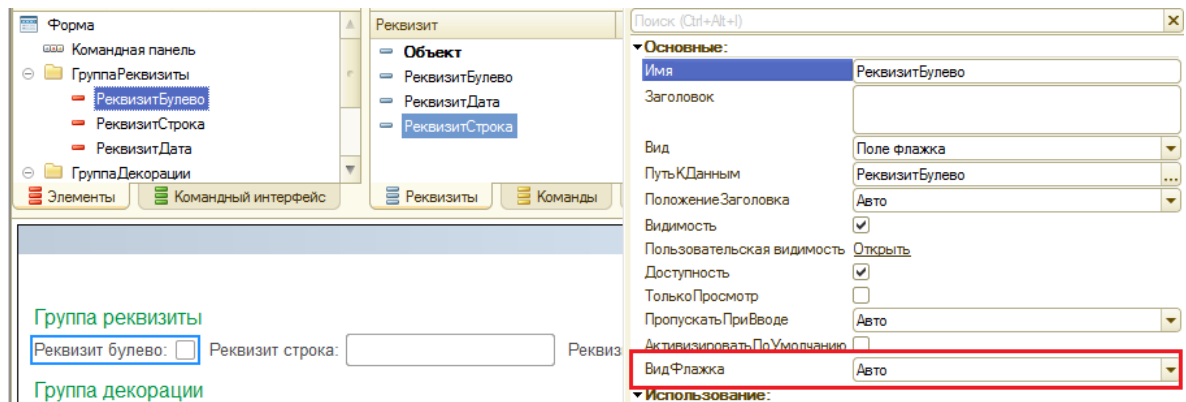 Форма
Командная панель
ГруппаРеквизиты
РеквизитБулево
РеквизитСтрока
РеквизитДата
ГруппаДекорации
Элементы
Командный интерфейс
Реквизит
Объект
РеквизитБулево
РеквизитДата
РеквизитСтрока
Реквизиты
Команды
Группа реквизиты
Реквизит булево:
Реквизит строка:
Реквиз
Группа декорации
Поиск (Ctrl+Alt+I)
Основные:
Имя РеквизитБулево
Заголовок
Вид Поле флажка
ПутьКДанным РеквизитБулево
ПоложениеЗаголовка Авто
Видимость
Пользовательская видимость Открыть
Доступность
ТолькоПросмотр
ПропускатьПриВводе Авто
АктивизироватьПоУмолчанию
ВидФлажка Авто
Использование: